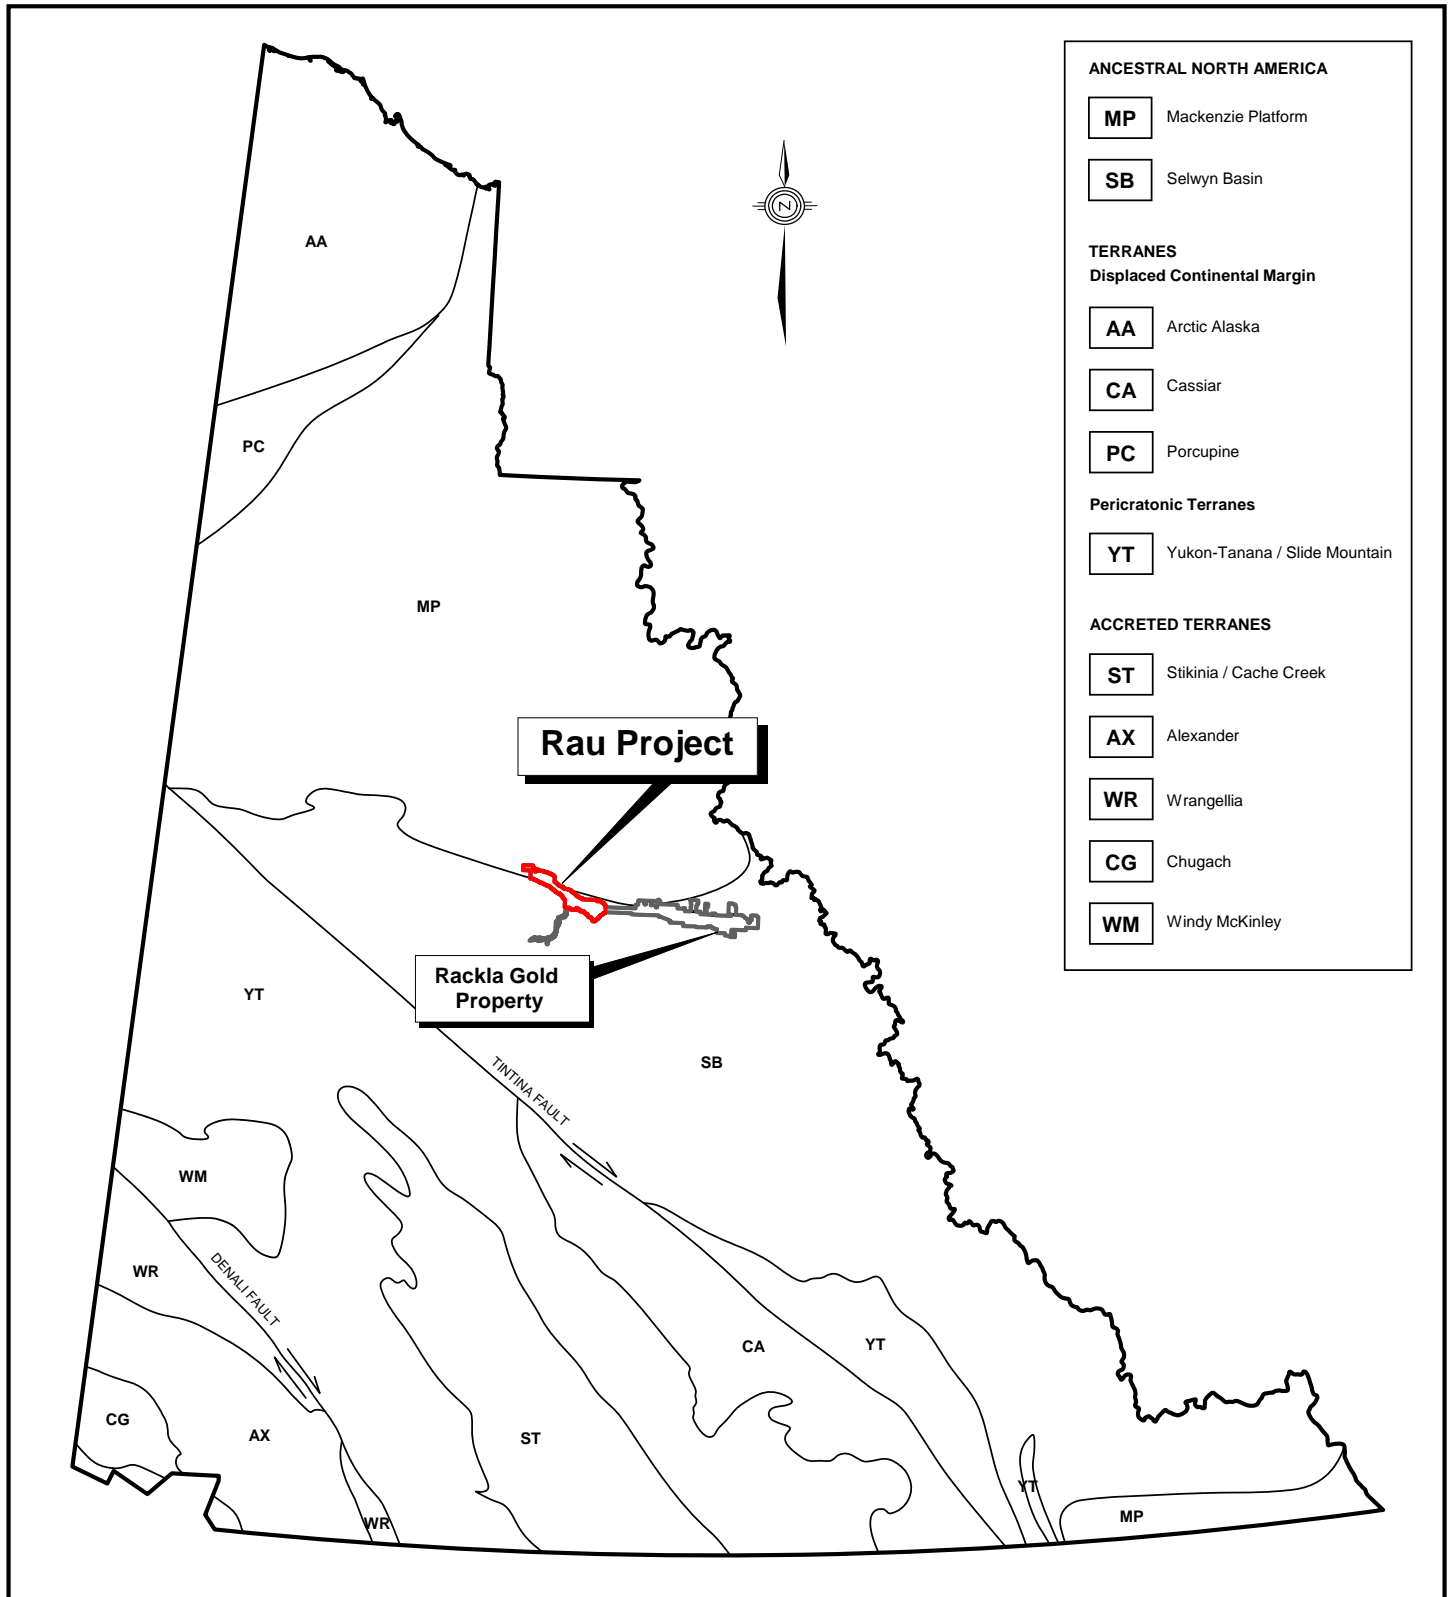 ANCESTRAL NORTH AMERICA
MP Mackenzie Platform
SB Selwyn Basin
TERRANES
Displaced Continental Margin
AA Arctic Alaska
CA Cassiar
PC Porcupine
Pericratonic Terranes
YT Yukon-Tanana / Slide Mountain
ACCRETED TERRANES
ST Stikinia / Cache Creek
AX Alexander
WR Wrangellia
CG Chugach
WM Windy McKinley
N
AA
PC
MP
Rau Project
Rackla Gold
Property
YT
SB
TINTINA FAULT
WM
WR
DENALI FAULT
CA
YT
CG
AX
ST
YT
WR
MP